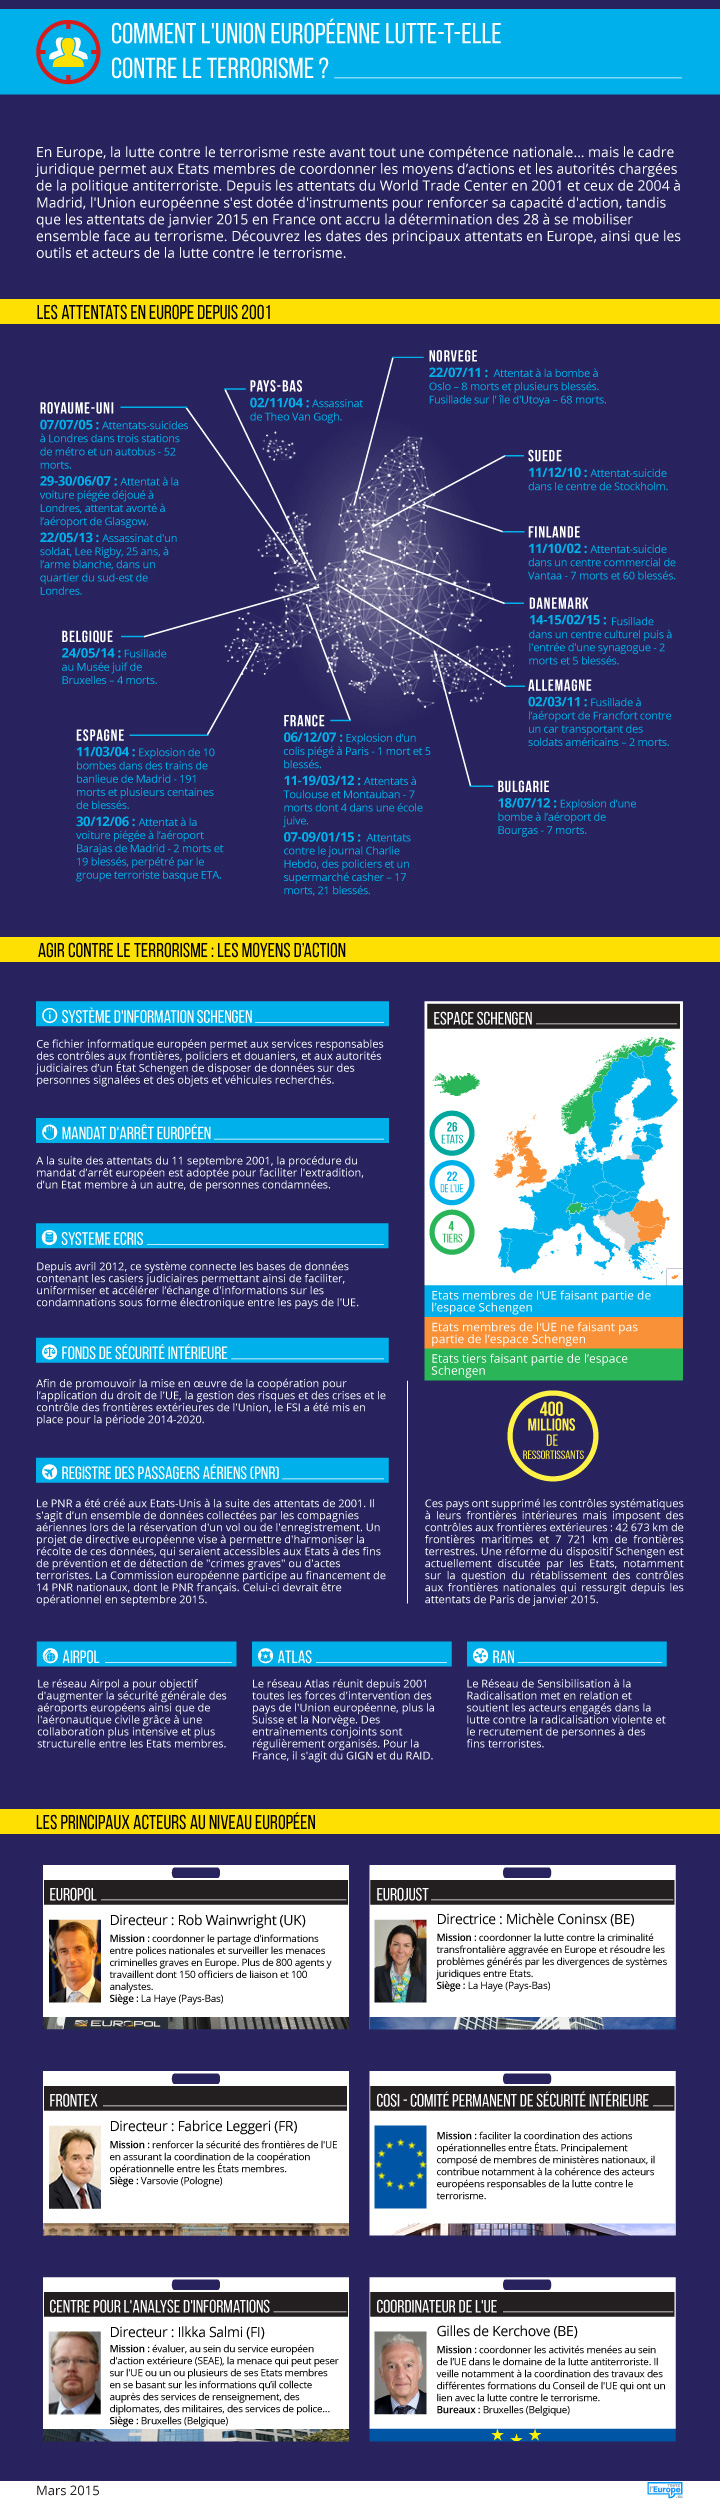 COMMENT L'UNION EUROPÉENNE LUTTE-T-ELLE
CONTRE LE TERRORISME ?
En Europe, la lutte contre le terrorisme reste avant tout une compétence nationale... mais le cadre
juridique permet aux Etats membres de coordonner les moyens d'actions et les autorités chargées
de la politique antiterroriste. Depuis les attentats du World Trade Center en 2001 et ceux de 2004 à
Madrid, l'Union européenne s'est dotée d'instruments pour renforcer sa capacité d'action, tandis
que les attentats de janvier 2015 en France ont accru la détermination des 28 à se mobiliser
ensemble face au terrorisme. Découvrez les dates des principaux attentats en Europe, ainsi que les
outils et acteurs de la lutte contre le terrorisme.
LES ATTENTATS EN EUROPE DEPUIS 2001
NORVEGE
22/07/11 : Attentat à la bombe à
Oslo – 8 morts et plusieurs blessés.
Fusillade sur l' île d'Utoya – 68 morts.
PAYS-BAS
02/11/04 : Assassinat
de Theo Van Gogh.
ROYAUME-UNI
07/07/05 : Attentats-suicides
à Londres dans trois stations
de métro et un autobus - 52
morts.
29-30/06/07 : Attentat à la
voiture piégée déjoué à
Londres, attentat avorté à
l'aéroport de Glasgow.
22/05/13 : Assassinat d'un
soldat, Lee Rigby, 25 ans, à
l'arme blanche, dans un
quartier du sud-est de
Londres.
SUEDE
11/12/10 : Attentat-suicide
dans le centre de Stockholm.
FINLANDE
11/10/02 : Attentat-suicide
dans un centre commercial de
Vantaa - 7 morts et 60 blessés.
DANEMARK
14-15/02/15 : Fusillade
dans un centre culturel puis à
l'entrée d'une synagogue - 2
morts et 5 blessés.
BELGIQUE
24/05/14 : Fusillade
au Musée juif de
Bruxelles – 4 morts.
ALLEMAGNE
02/03/11 : Fusillade à
l'aéroport de Francfort contre
un car transportant des
soldats américains – 2 morts.
ESPAGNE
11/03/04 : Explosion de 10
bombes dans des trains de
banlieue de Madrid - 191
morts et plusieurs centaines
de blessés.
30/12/06 : Attentat à la
voiture piégée à l'aéroport
Barajas de Madrid - 2 morts et
19 blessés, perpétré par le
groupe terroriste basque ETA.
FRANCE
06/12/07 : Explosion d'un
colis piégé à Paris - 1 mort et 5
blessés.
11-19/03/12 : Attentats à
Toulouse et Montauban - 7
morts dont 4 dans une école
juive.
07-09/01/15 : Attentats
contre le journal Charlie
Hebdo, des policiers et un
supermarché casher – 17
morts, 21 blessés.
BULGARIE
18/07/12 : Explosion d'une
bombe à l'aéroport de
Bourgas - 7 morts.
AGIR CONTRE LE TERRORISME : LES MOYENS D'ACTION
SYSTÈME D'INFORMATION SCHENGEN
Ce fichier informatique européen permet aux services responsables
des contrôles aux frontières, policiers et douaniers, et aux autorités
judiciaires d'un État Schengen de disposer de données sur des
personnes signalées et des objets et véhicules recherchés.
MANDAT D'ARRÊT EUROPÉEN
A la suite des attentats du 11 septembre 2001, la procédure du
mandat d'arrêt européen est adoptée pour faciliter l'extradition,
d'un Etat membre à un autre, de personnes condamnées.
SYSTEME ECRIS
Depuis avril 2012, ce système connecte les bases de données
contenant les casiers judiciaires permettant ainsi de faciliter,
uniformiser et accélérer l'échange d'informations sur les
condamnations sous forme électronique entre les pays de l'UE.
FONDS DE SÉCURITÉ INTÉRIEURE
Afin de promouvoir la mise en œuvre de la coopération pour
l'application du droit de l'UE, la gestion des risques et des crises et le
contrôle des frontières extérieures de l'Union, le FSI a été mis en
place pour la période 2014-2020.
REGISTRE DES PASSAGERS AÉRIENS (PNR)
Le PNR a été créé aux Etats-Unis à la suite des attentats de 2001. Il
s'agit d'un ensemble de données collectées par les compagnies
aériennes lors de la réservation d'un vol ou de l'enregistrement. Un
projet de directive européenne vise à permettre d'harmoniser la
récolte de ces données, qui seraient accessibles aux Etats à des fins
de prévention et de détection de "crimes graves" ou d'actes
terroristes. La Commission européenne participe au financement de
14 PNR nationaux, dont le PNR français. Celui-ci devrait être
opérationnel en septembre 2015.
ESPACE SCHENGEN
26
ETATS
22
DE L'UE
4
TIERS
Etats membres de l'UE faisant partie de
l'espace Schengen
Etats membres de l'UE ne faisant pas
partie de l'espace Schengen
Etats tiers faisant partie de l'espace
Schengen
400
MILLIONS
DE
RESSORTISSANTS
Ces pays ont supprimé les contrôles systématiques
à leurs frontières intérieures mais imposent des
contrôles aux frontières extérieures : 42 673 km de
frontières maritimes et 7 721 km de frontières
terrestres. Une réforme du dispositif Schengen est
actuellement discutée par les Etats, notamment
sur la question du rétablissement des contrôles
aux frontières nationales qui ressurgit depuis les
attentats de Paris de janvier 2015.
AIRPOL
Le réseau Airpol a pour objectif
d'augmenter la sécurité générale des
aéroports européens ainsi que de
l'aéronautique civile grâce à une
collaboration plus intensive et plus
structurelle entre les Etats membres.
ATLAS
Le réseau Atlas réunit depuis 2001
toutes les forces d'intervention des
pays de l'Union européenne, plus la
Suisse et la Norvège. Des
entraînements conjoints sont
régulièrement organisés. Pour la
France, il s'agit du GIGN et du RAID.
RAN
Le Réseau de Sensibilisation à la
Radicalisation met en relation et
soutient les acteurs engagés dans la
lutte contre la radicalisation violente et
le recrutement de personnes à des
fins terroristes.
LES PRINCIPAUX ACTEURS AU NIVEAU EUROPÉEN
EUROPOL
Directeur : Rob Wainwright (UK)
Mission : coordonner le partage d'informations
entre polices nationales et surveiller les menaces
criminelles graves en Europe. Plus de 800 agents y
travaillent dont 150 officiers de liaison et 100
analystes.
Siège : La Haye (Pays-Bas)
EUROPOL
EUROJUST
Directrice : Michèle Coninsx (BE)
Mission : coordonner la lutte contre la criminalité
transfrontalière aggravée en Europe et résoudre les
problèmes générés par les divergences de systèmes
juridiques entre Etats.
Siège : La Haye (Pays-Bas)
FRONTEX
Directeur : Fabrice Leggeri (FR)
Mission : renforcer la sécurité des frontières de l'UE
en assurant la coordination de la coopération
opérationnelle entre les États membres.
Siège : Varsovie (Pologne)
COSI - COMITÉ PERMANENT DE SÉCURITÉ INTÉRIEURE
Mission : faciliter la coordination des actions
opérationnelles entre États. Principalement
composé de membres de ministères nationaux, il
contribue notamment à la cohérence des acteurs
européens responsables de la lutte contre le
terrorisme.
CENTRE POUR L'ANALYSE D'INFORMATIONS
Directeur : Ilkka Salmi (FI)
Mission : évaluer, au sein du service européen
d'action extérieure (SEAE), la menace qui peut peser
sur l'UE ou un ou plusieurs de ses Etats membres
en se basant sur les informations qu'il collecte
auprès des services de renseignement, des
diplomates, des militaires, des services de police...
Siège : Bruxelles (Belgique)
COORDINATEUR DE L'UE
Gilles de Kerchove (BE)
Mission : coordonner les activités menées au sein
de l'UE dans le domaine de la lutte antiterroriste. Il
veille notamment à la coordination des travaux des
différentes formations du Conseil de l'UE qui ont un
lien avec la lutte contre le terrorisme.
Bureaux : Bruxelles (Belgique)
Mars 2015
l'Europe